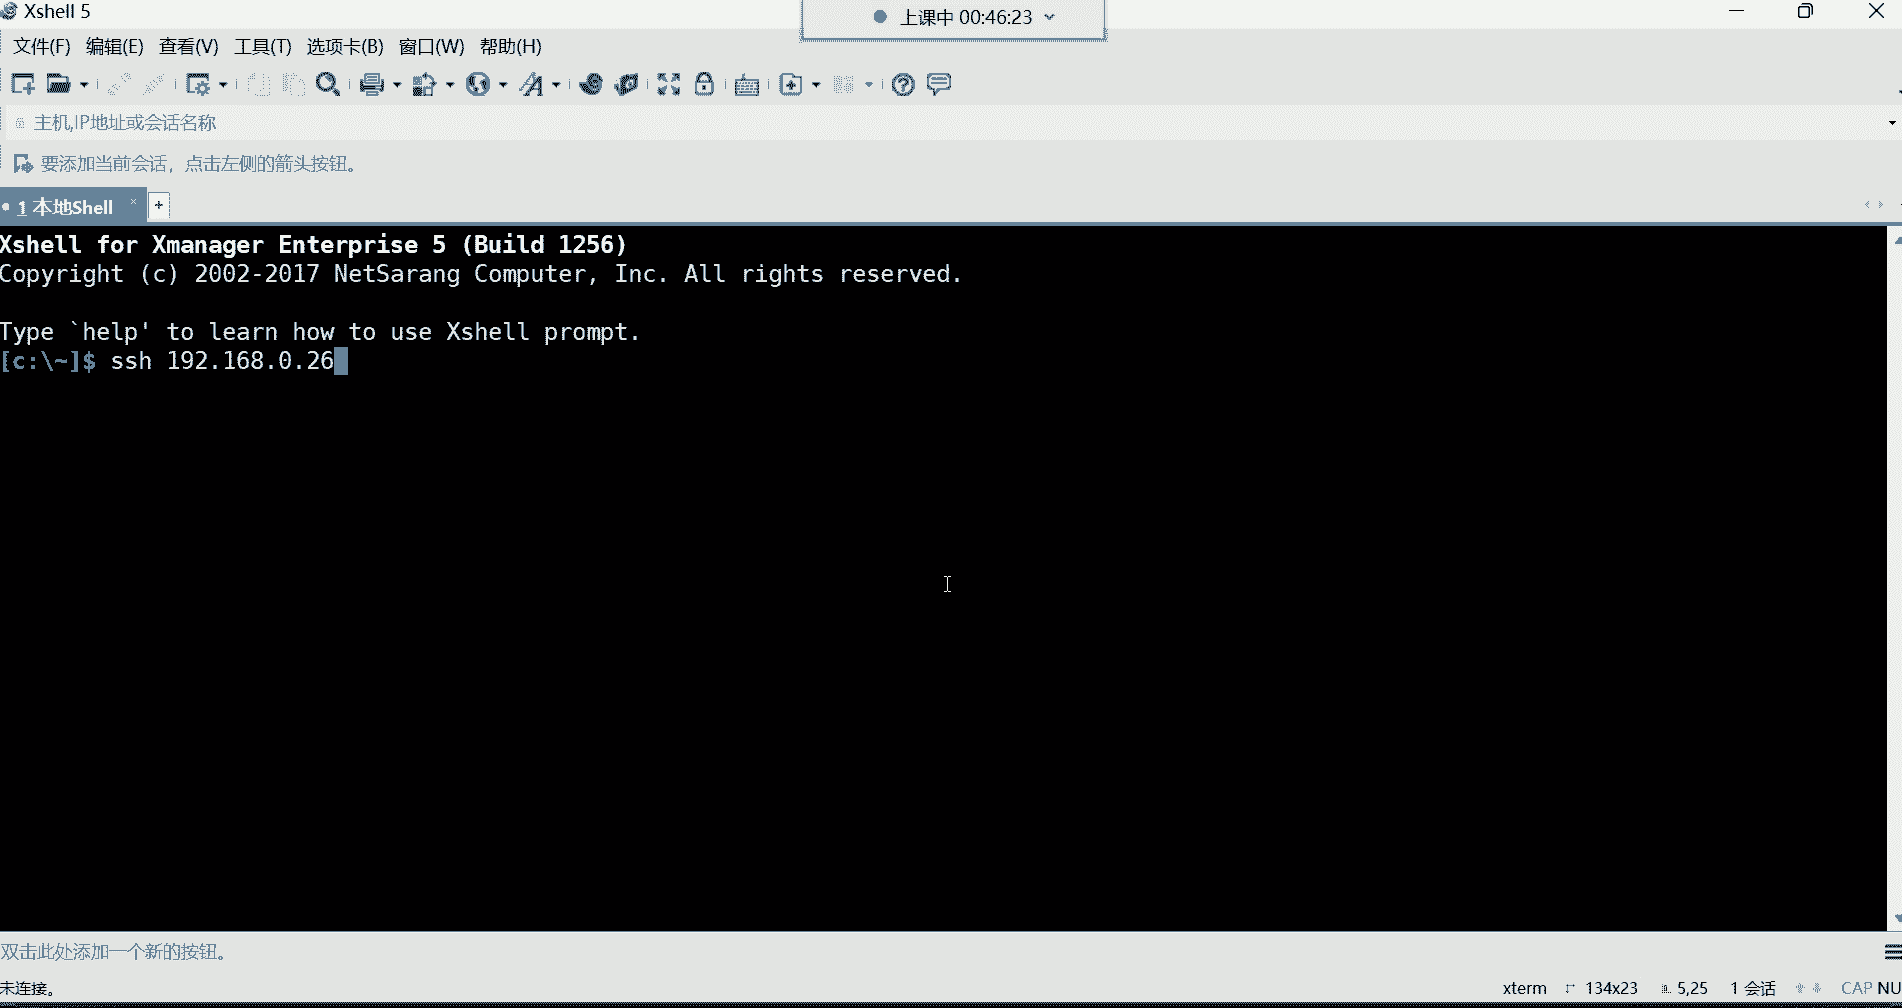 Xshell 5
上课中 00:46:23
文件(F) 编辑(E) 查看(V) 工具(T) 选项卡(B) 窗口(W) 帮助(H)
主机,IP地址或会话名称
要添加当前会话，点击左侧的箭头按钮。
1 本地Shell
Xshell for Xmanager Enterprise 5 (Build 1256)
Copyright (c) 2002-2017 NetSarang Computer, Inc. All rights reserved.
Type `help' to learn how to use Xshell prompt.
[c:\~]$ ssh 192.168.0.26
双击此处添加一个新的按钮。
未连接。 xterm 134x23 5,25 1 会话 CAP NU